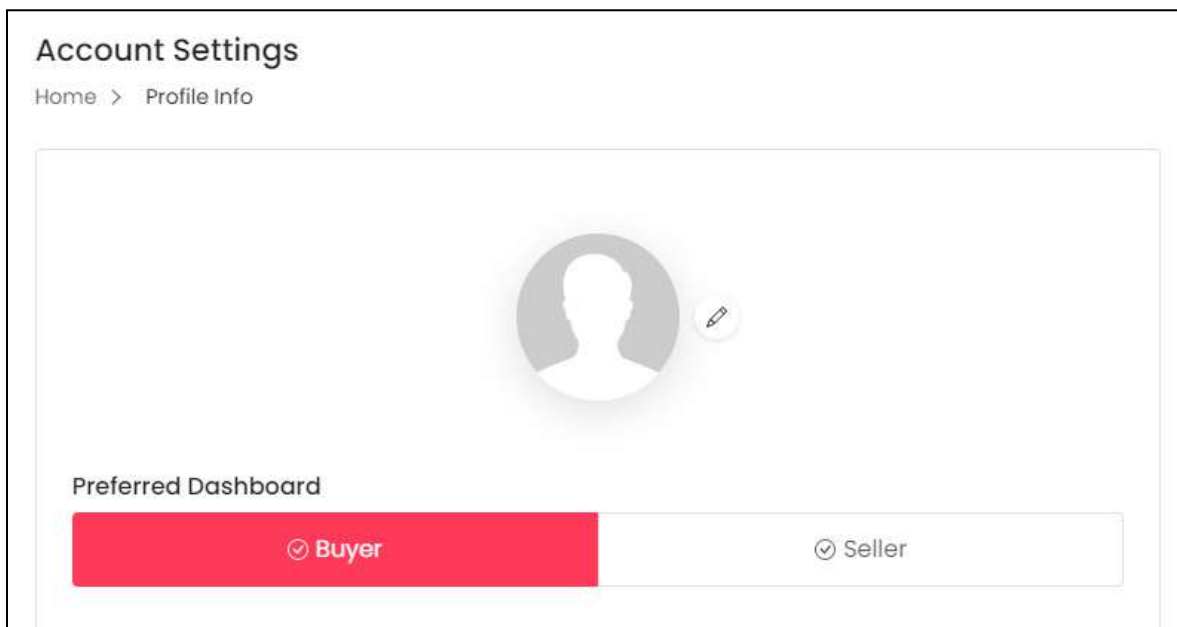 Account Settings
Home > Profile Info
Preferred Dashboard
Buyer Seller